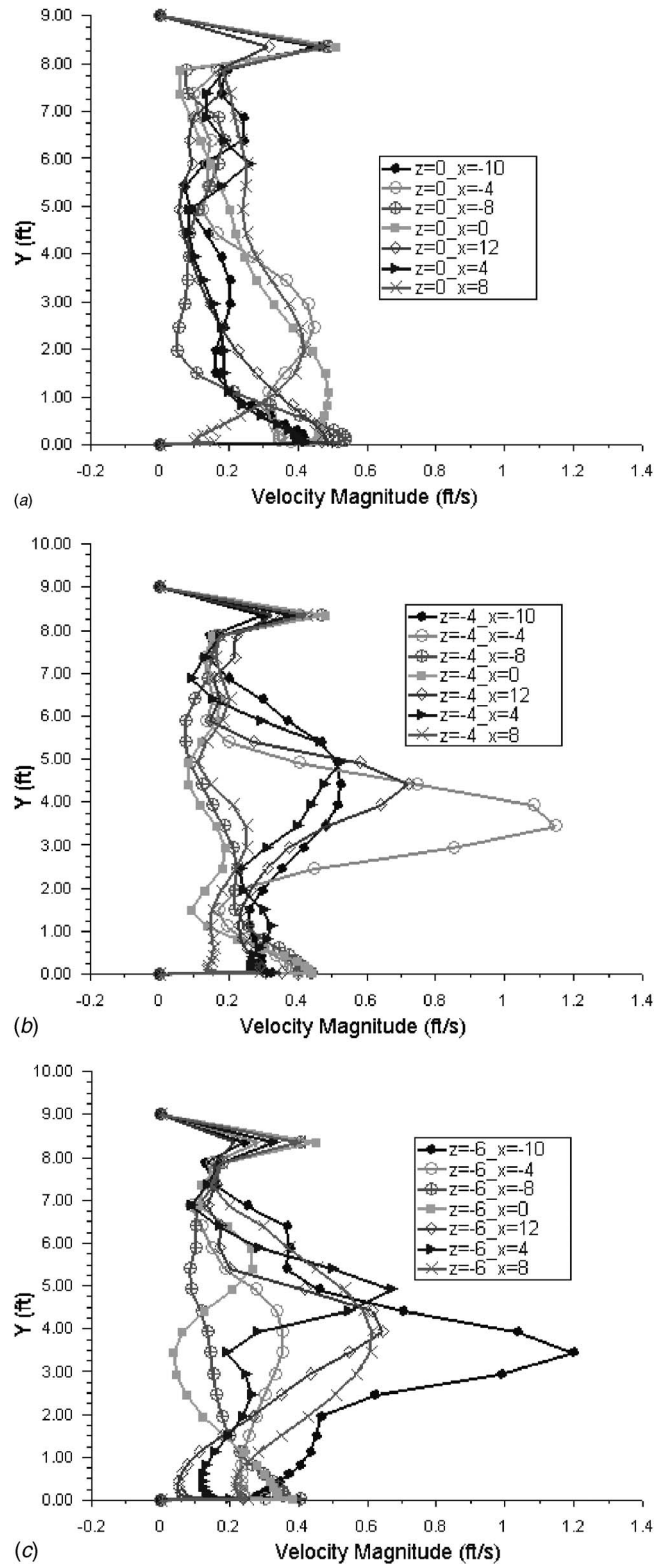 9.00
8.00
7.00
6.00
5.00
4.00
3.00
2.00
1.00
0.00
Y (ft)
-0.2 0 0.2 0.4 0.6 0.8 1 1.2 1.4
Velocity Magnitude (ft/s)
z=0_x=-10
z=0_x=-4
z=0_x=-8
z=0_x=0
z=0_x=12
z=0_x=4
z=0_x=8
(a)
10.00
9.00
8.00
7.00
6.00
5.00
4.00
3.00
2.00
1.00
0.00
Y (ft)
-0.2 0 0.2 0.4 0.6 0.8 1 1.2 1.4
Velocity Magnitude (ft/s)
z=-4_x=-10
z=-4_x=-4
z=-4_x=-8
z=-4_x=0
z=-4_x=12
z=-4_x=4
z=-4_x=8
(b)
10.00
9.00
8.00
7.00
6.00
5.00
4.00
3.00
2.00
1.00
0.00
Y (ft)
-0.2 0 0.2 0.4 0.6 0.8 1 1.2 1.4
Velocity Magnitude (ft/s)
z=-6_x=-10
z=-6_x=-4
z=-6_x=-8
z=-6_x=0
z=-6_x=12
z=-6_x=4
z=-6_x=8
(c)